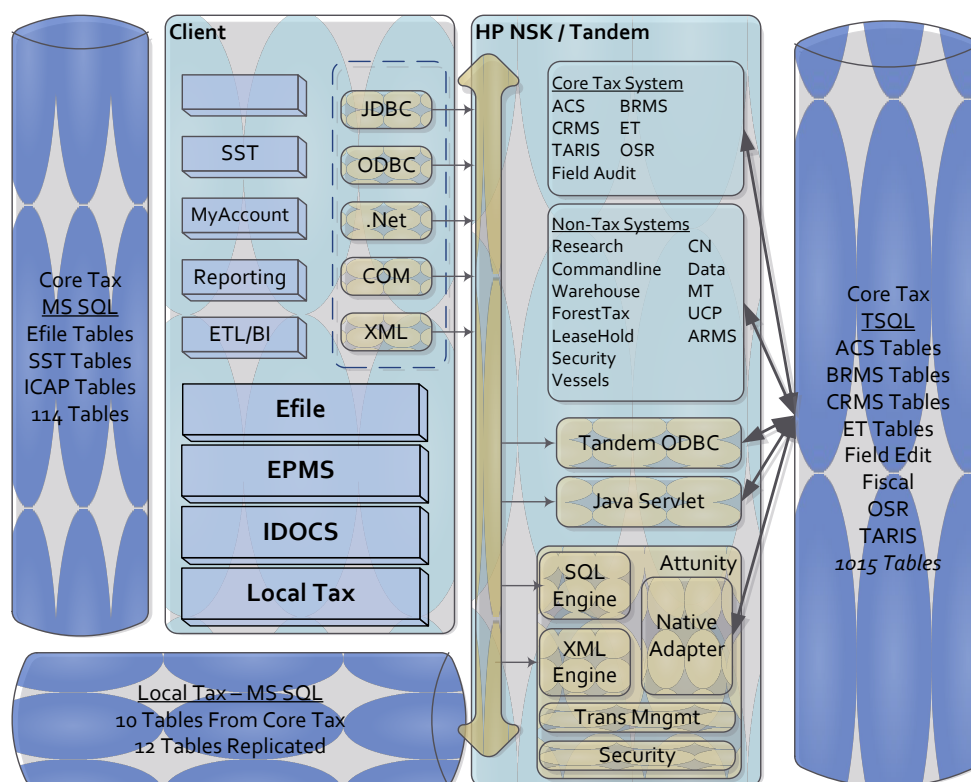 Core Tax
MS SQL
Efile Tables
SST Tables
ICAP Tables
114 Tables
Client
SST
MyAccount
Reporting
ETL/BI
JDBC
ODBC
.Net
COM
XML
Efile
EPMS
IDOCS
Local Tax
HP NSK / Tandem
Core Tax System
ACS BRMS
CRMS ET
TARIS OSR
Field Audit
Non-Tax Systems
Research CN
Commandline Data
Warehouse MT
ForestTax UCP
LeaseHold ARMS
Security
Vessels
Tandem ODBC
Java Servlet
Attunity
SQL
Engine
XML
Engine
Native
Adapter
Trans Mngmt
Security
Core Tax
TSQL
ACS Tables
BRMS Tables
CRMS Tables
ET Tables
Field Edit
Fiscal
OSR
TARIS
1015 Tables
Local Tax – MS SQL
10 Tables From Core Tax
12 Tables Replicated